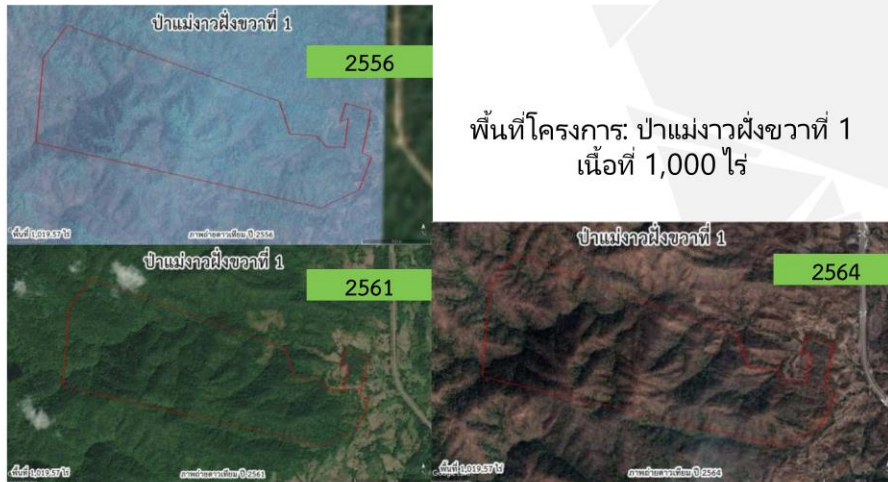 ป่าแม่งาวฝั่งขวาที่ 1
2556
พื้นที่ 1,019.57 ไร่
ภาพถ่ายดาวเทียม ปี 2556
พื้นที่โครงการ: ป่าแม่งาวฝั่งขวาที่ 1
เนื้อที่ 1,000 ไร่
ป่าแม่งาวฝั่งขวาที่ 1
2561
พื้นที่ 1,019.57 ไร่
ภาพถ่ายดาวเทียม ปี 2561
ป่าแม่งาวฝั่งขวาที่ 1
2564
พื้นที่ 1,019.57 ไร่
ภาพถ่ายดาวเทียม ปี 2564